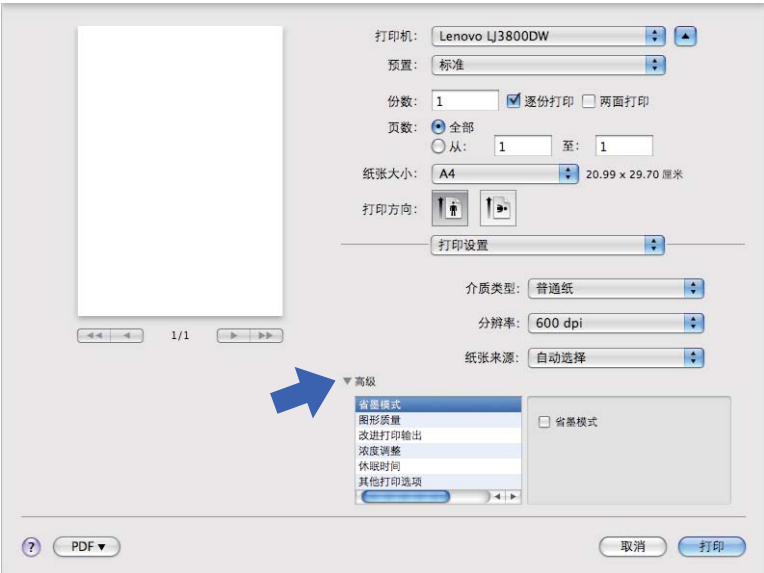 打印机: Lenovo LJ3800DW
预置: 标准
份数: 1 逐份打印 两面打印
页数: 全部
从: 1 至: 1
纸张大小: A4 20.99 x 29.70 厘米
打印方向:
打印设置
介质类型: 普通纸
分辨率: 600 dpi
纸张来源: 自动选择
1/1
高级
省墨模式
图形质量
改进打印输出
浓度调整
休眠时间
其他打印选项
省墨模式
? PDF 取消 打印